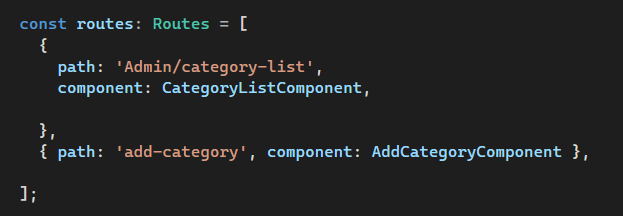 const routes: Routes = [
  {
    path: 'Admin/category-list',
    component: CategoryListComponent,

  },
  { path: 'add-category', component: AddCategoryComponent },

];